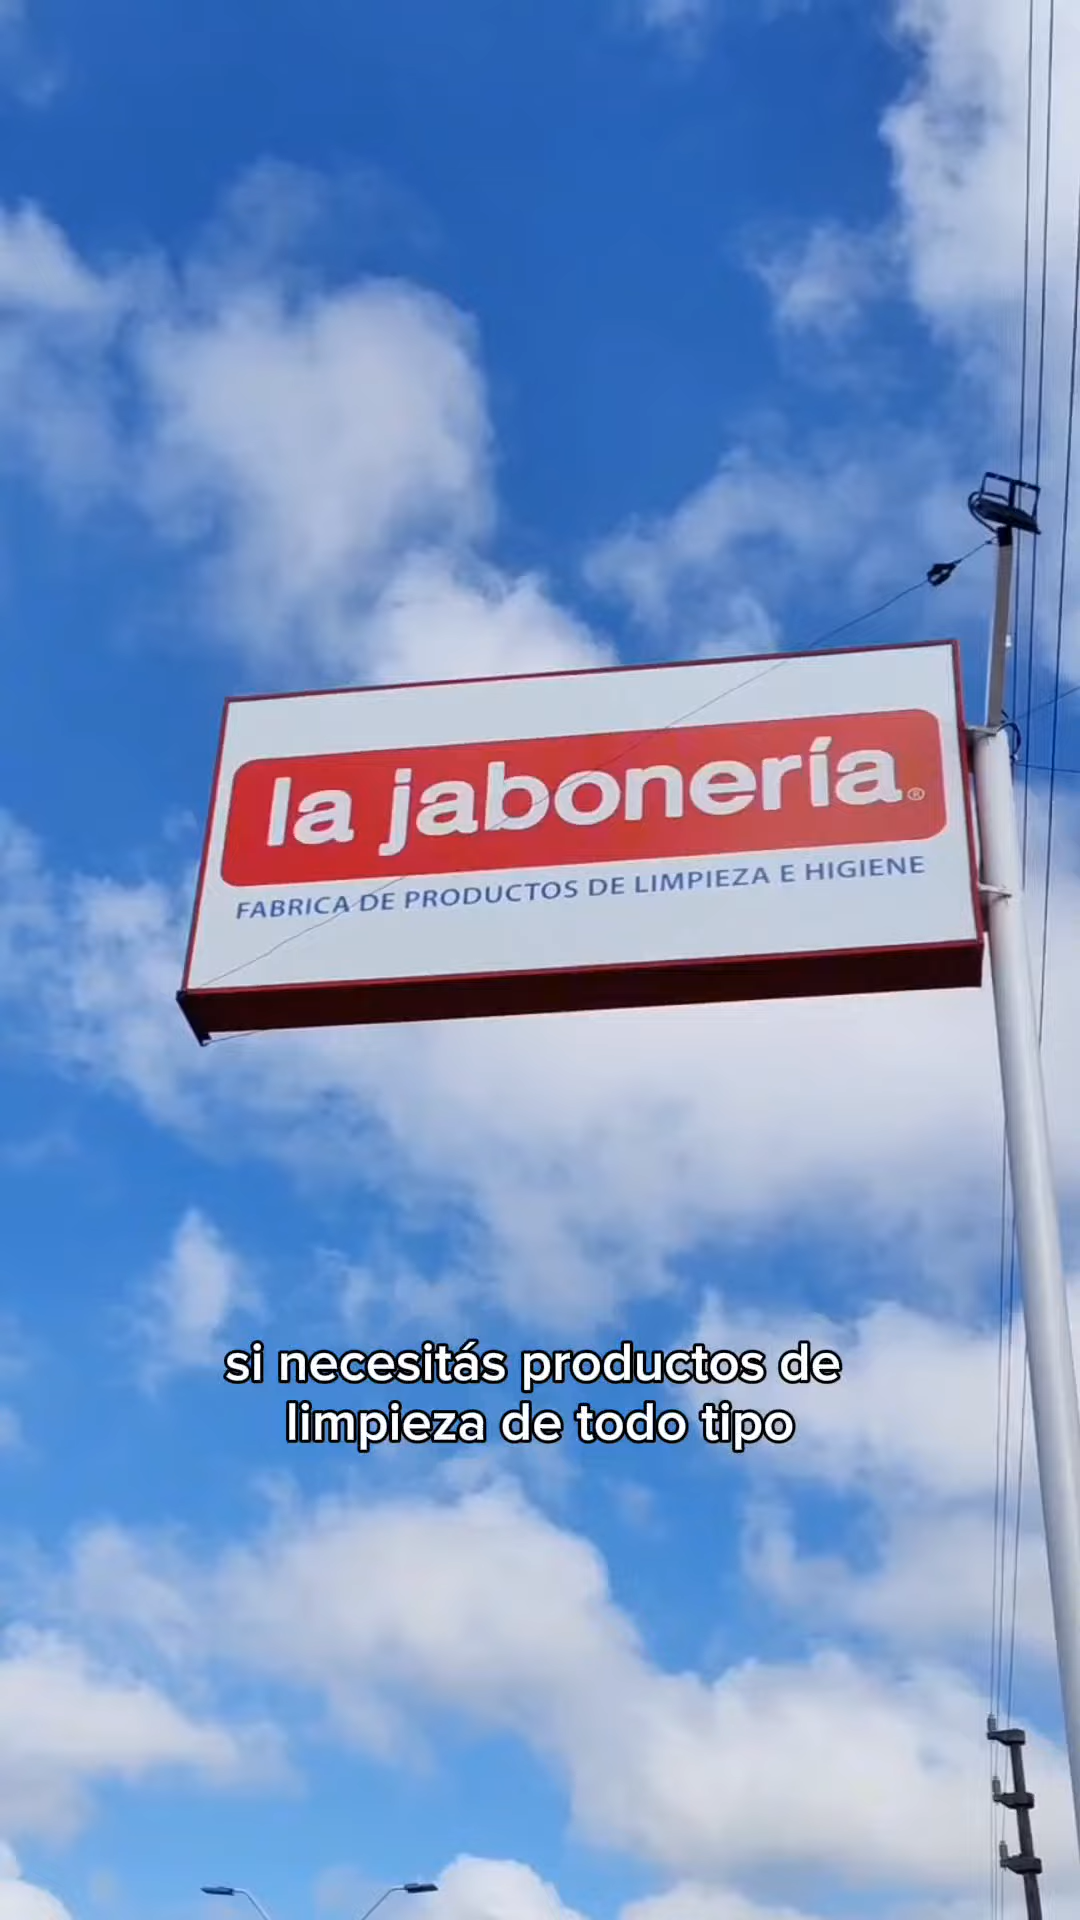 la jabonería®
FABRICA DE PRODUCTOS DE LIMPIEZA E HIGIENE
si necesitás productos de
limpieza de todo tipo